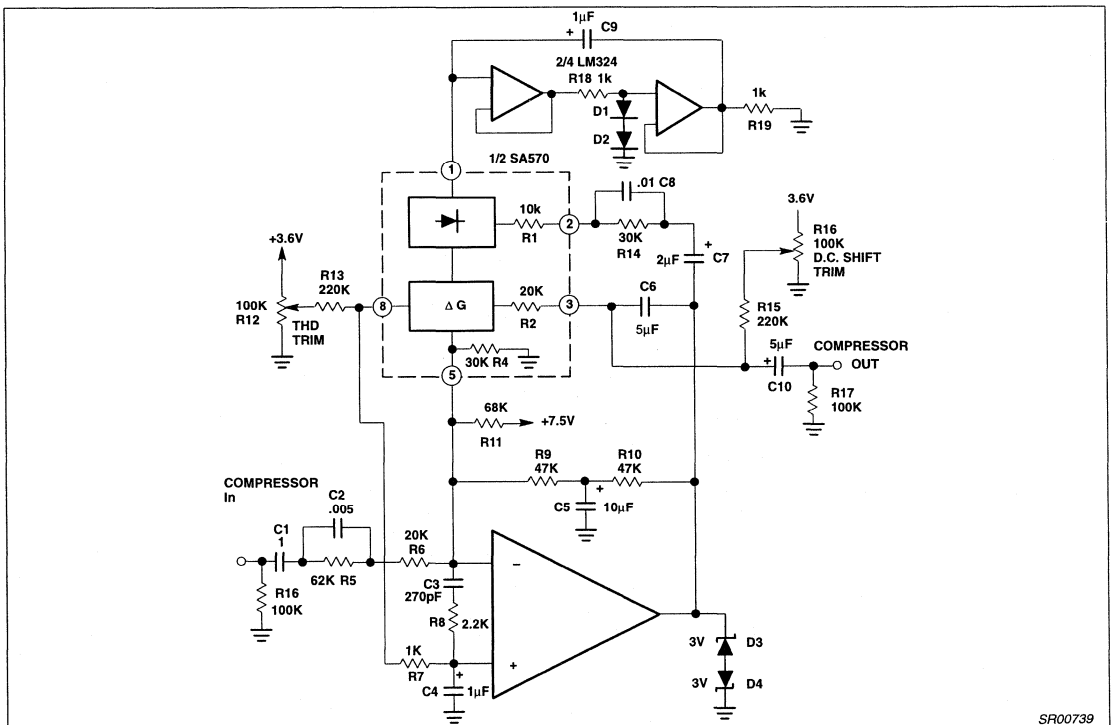 1µF
+
C9
2/4 LM324
R18 1k
D1
D2
1k
R19
1/2 SA570
1
10k
R1
2
.01 C8
30K
R14
+
2µF
C7
3.6V
R16
100K
D.C. SHIFT
TRIM
+3.6V
R13
220K
100K
R12
THD
TRIM
8
Δ G
20K
R2
3
C6
5µF
R15
220K
30K R4
5
5µF
+
C10
COMPRESSOR
OUT
R17
100K
68K
R11
+7.5V
R9
47K
R10
47K
C5
+
10µF
COMPRESSOR
In
C1
1
C2
.005
62K R5
R16
100K
20K
R6
C3
270pF
R8
2.2K
1K
R7
−
+
+
C4
1µF
3V
D3
3V
D4
SR00739